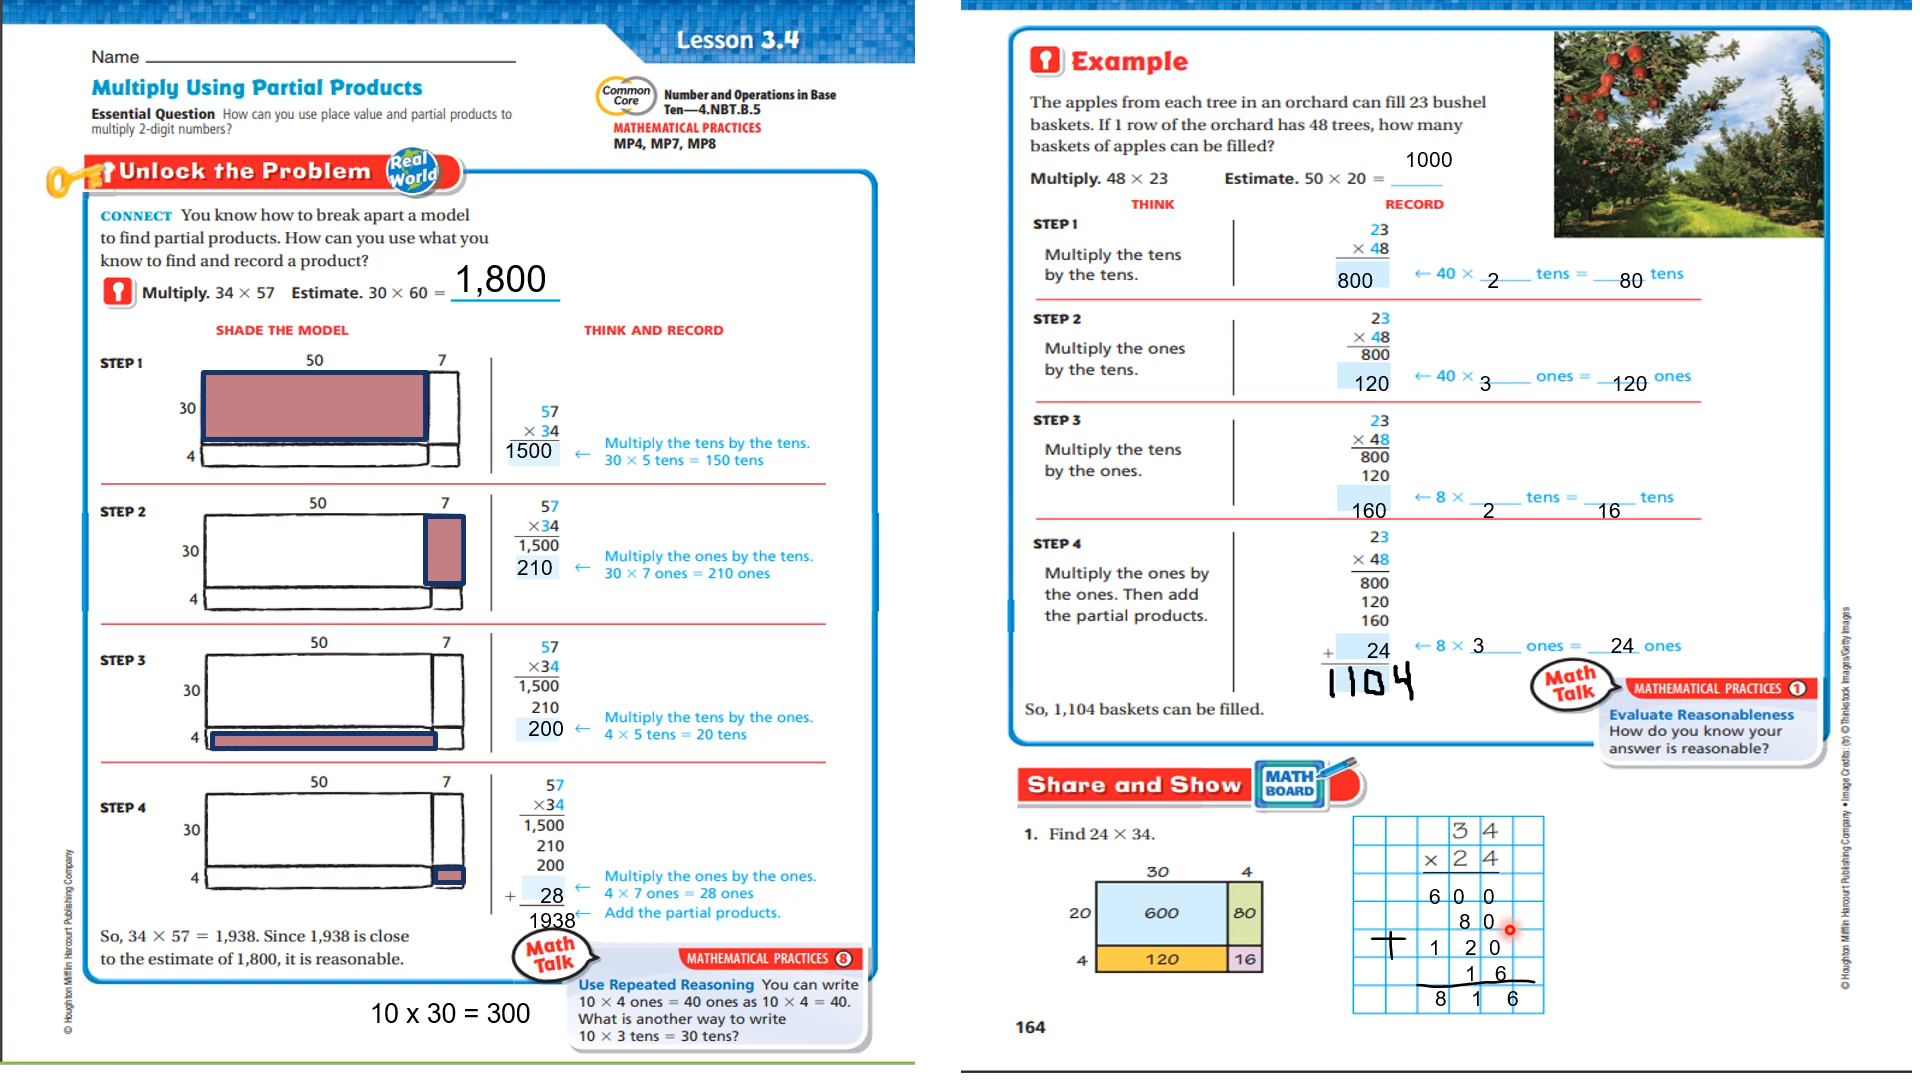 Lesson 3.4
Name
Multiply Using Partial Products
Essential Question How can you use place value and partial products to
multiply 2-digit numbers?
Common
Core
Number and Operations in Base
Ten—4.NBT.B.5
MATHEMATICAL PRACTICES
MP4, MP7, MP8
Unlock the Problem
Real
World
CONNECT You know how to break apart a model
to find partial products. How can you use what you
know to find and record a product?
Multiply. 34 × 57 Estimate. 30 × 60 = 1,800
SHADE THE MODEL THINK AND RECORD
STEP 1
50 7
30
4
57
× 34
1500
← Multiply the tens by the tens.
30 × 5 tens = 150 tens
STEP 2
50 7
30
4
57
×34
1,500
210
← Multiply the ones by the tens.
30 × 7 ones = 210 ones
STEP 3
50 7
30
4
57
×34
1,500
210
200
← Multiply the tens by the ones.
4 × 5 tens = 20 tens
STEP 4
50 7
30
4
57
×34
1,500
210
200
+ 28
1938
← Multiply the ones by the ones.
4 × 7 ones = 28 ones
← Add the partial products.
So, 34 × 57 = 1,938. Since 1,938 is close
to the estimate of 1,800, it is reasonable.
10 x 30 = 300
Math
Talk
MATHEMATICAL PRACTICES 8
Use Repeated Reasoning You can write
10 × 4 ones = 40 ones as 10 × 4 = 40.
What is another way to write
10 × 3 tens = 30 tens?
© Houghton Mifflin Harcourt Publishing Company
Example
The apples from each tree in an orchard can fill 23 bushel
baskets. If 1 row of the orchard has 48 trees, how many
baskets of apples can be filled?
Multiply. 48 × 23 Estimate. 50 × 20 = 1000
THINK RECORD
STEP 1
Multiply the tens
by the tens.
23
× 48
800
← 40 × 2 tens = 80 tens
STEP 2
Multiply the ones
by the tens.
23
× 48
800
120
← 40 × 3 ones = 120 ones
STEP 3
Multiply the tens
by the ones.
23
× 48
800
120
160
← 8 × 2 tens = 16 tens
STEP 4
Multiply the ones by
the ones. Then add
the partial products.
23
× 48
800
120
160
+ 24
1104
← 8 × 3 ones = 24 ones
So, 1,104 baskets can be filled.
Math
Talk
MATHEMATICAL PRACTICES 1
Evaluate Reasonableness
How do you know your
answer is reasonable?
Share and Show
MATH
BOARD
1. Find 24 × 34.
30 4
20 600 80
4 120 16
3 4
× 2 4
6 0 0
8 0
+ 1 2 0
1 6
8 1 6
164
© Houghton Mifflin Harcourt Publishing Company • Image Credits: (tr) © Thinkstock Images/Getty Images